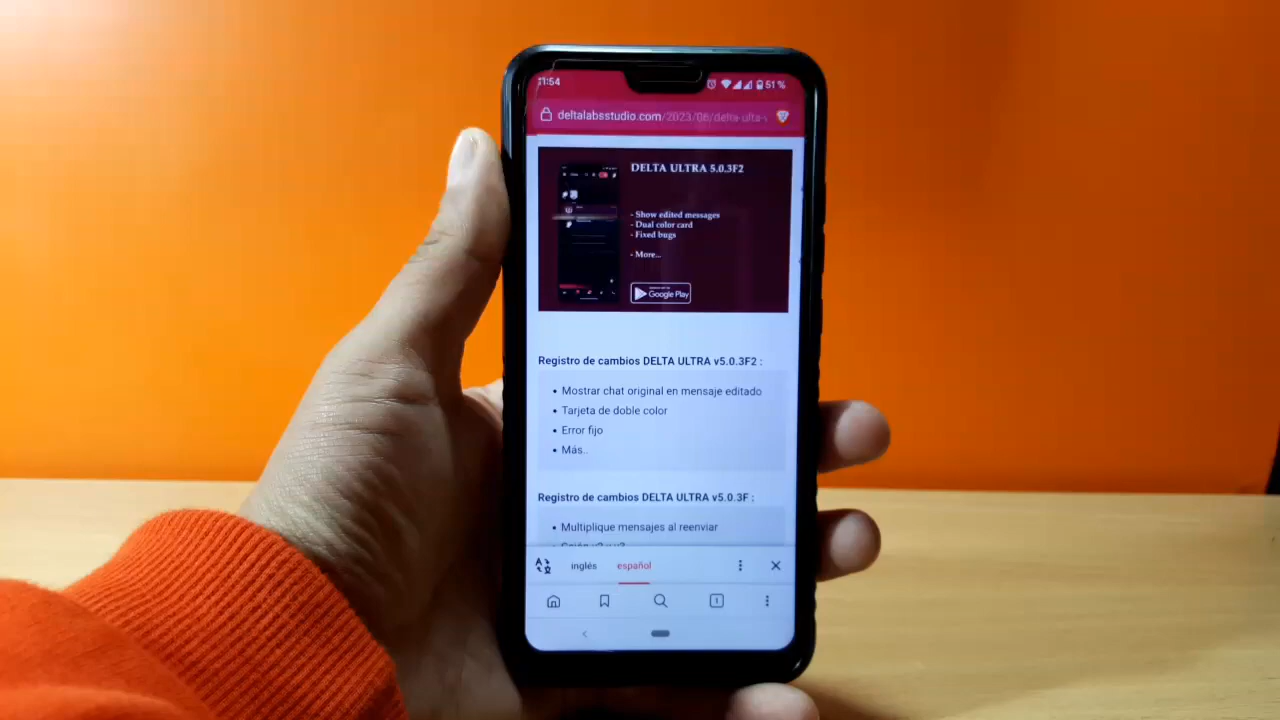 11:54
51 %
deltalabsstudio.com/2023/06/delta-ulta-v
DELTA ULTRA 5.0.3F2
- Show edited messages
- Dual color card
- Fixed bugs
- More...
Google Play
Registro de cambios DELTA ULTRA v5.0.3F2 :
• Mostrar chat original en mensaje editado
• Tarjeta de doble color
• Error fijo
• Más..
Registro de cambios DELTA ULTRA v5.0.3F :
• Multiplique mensajes al reenviar
inglés español
1